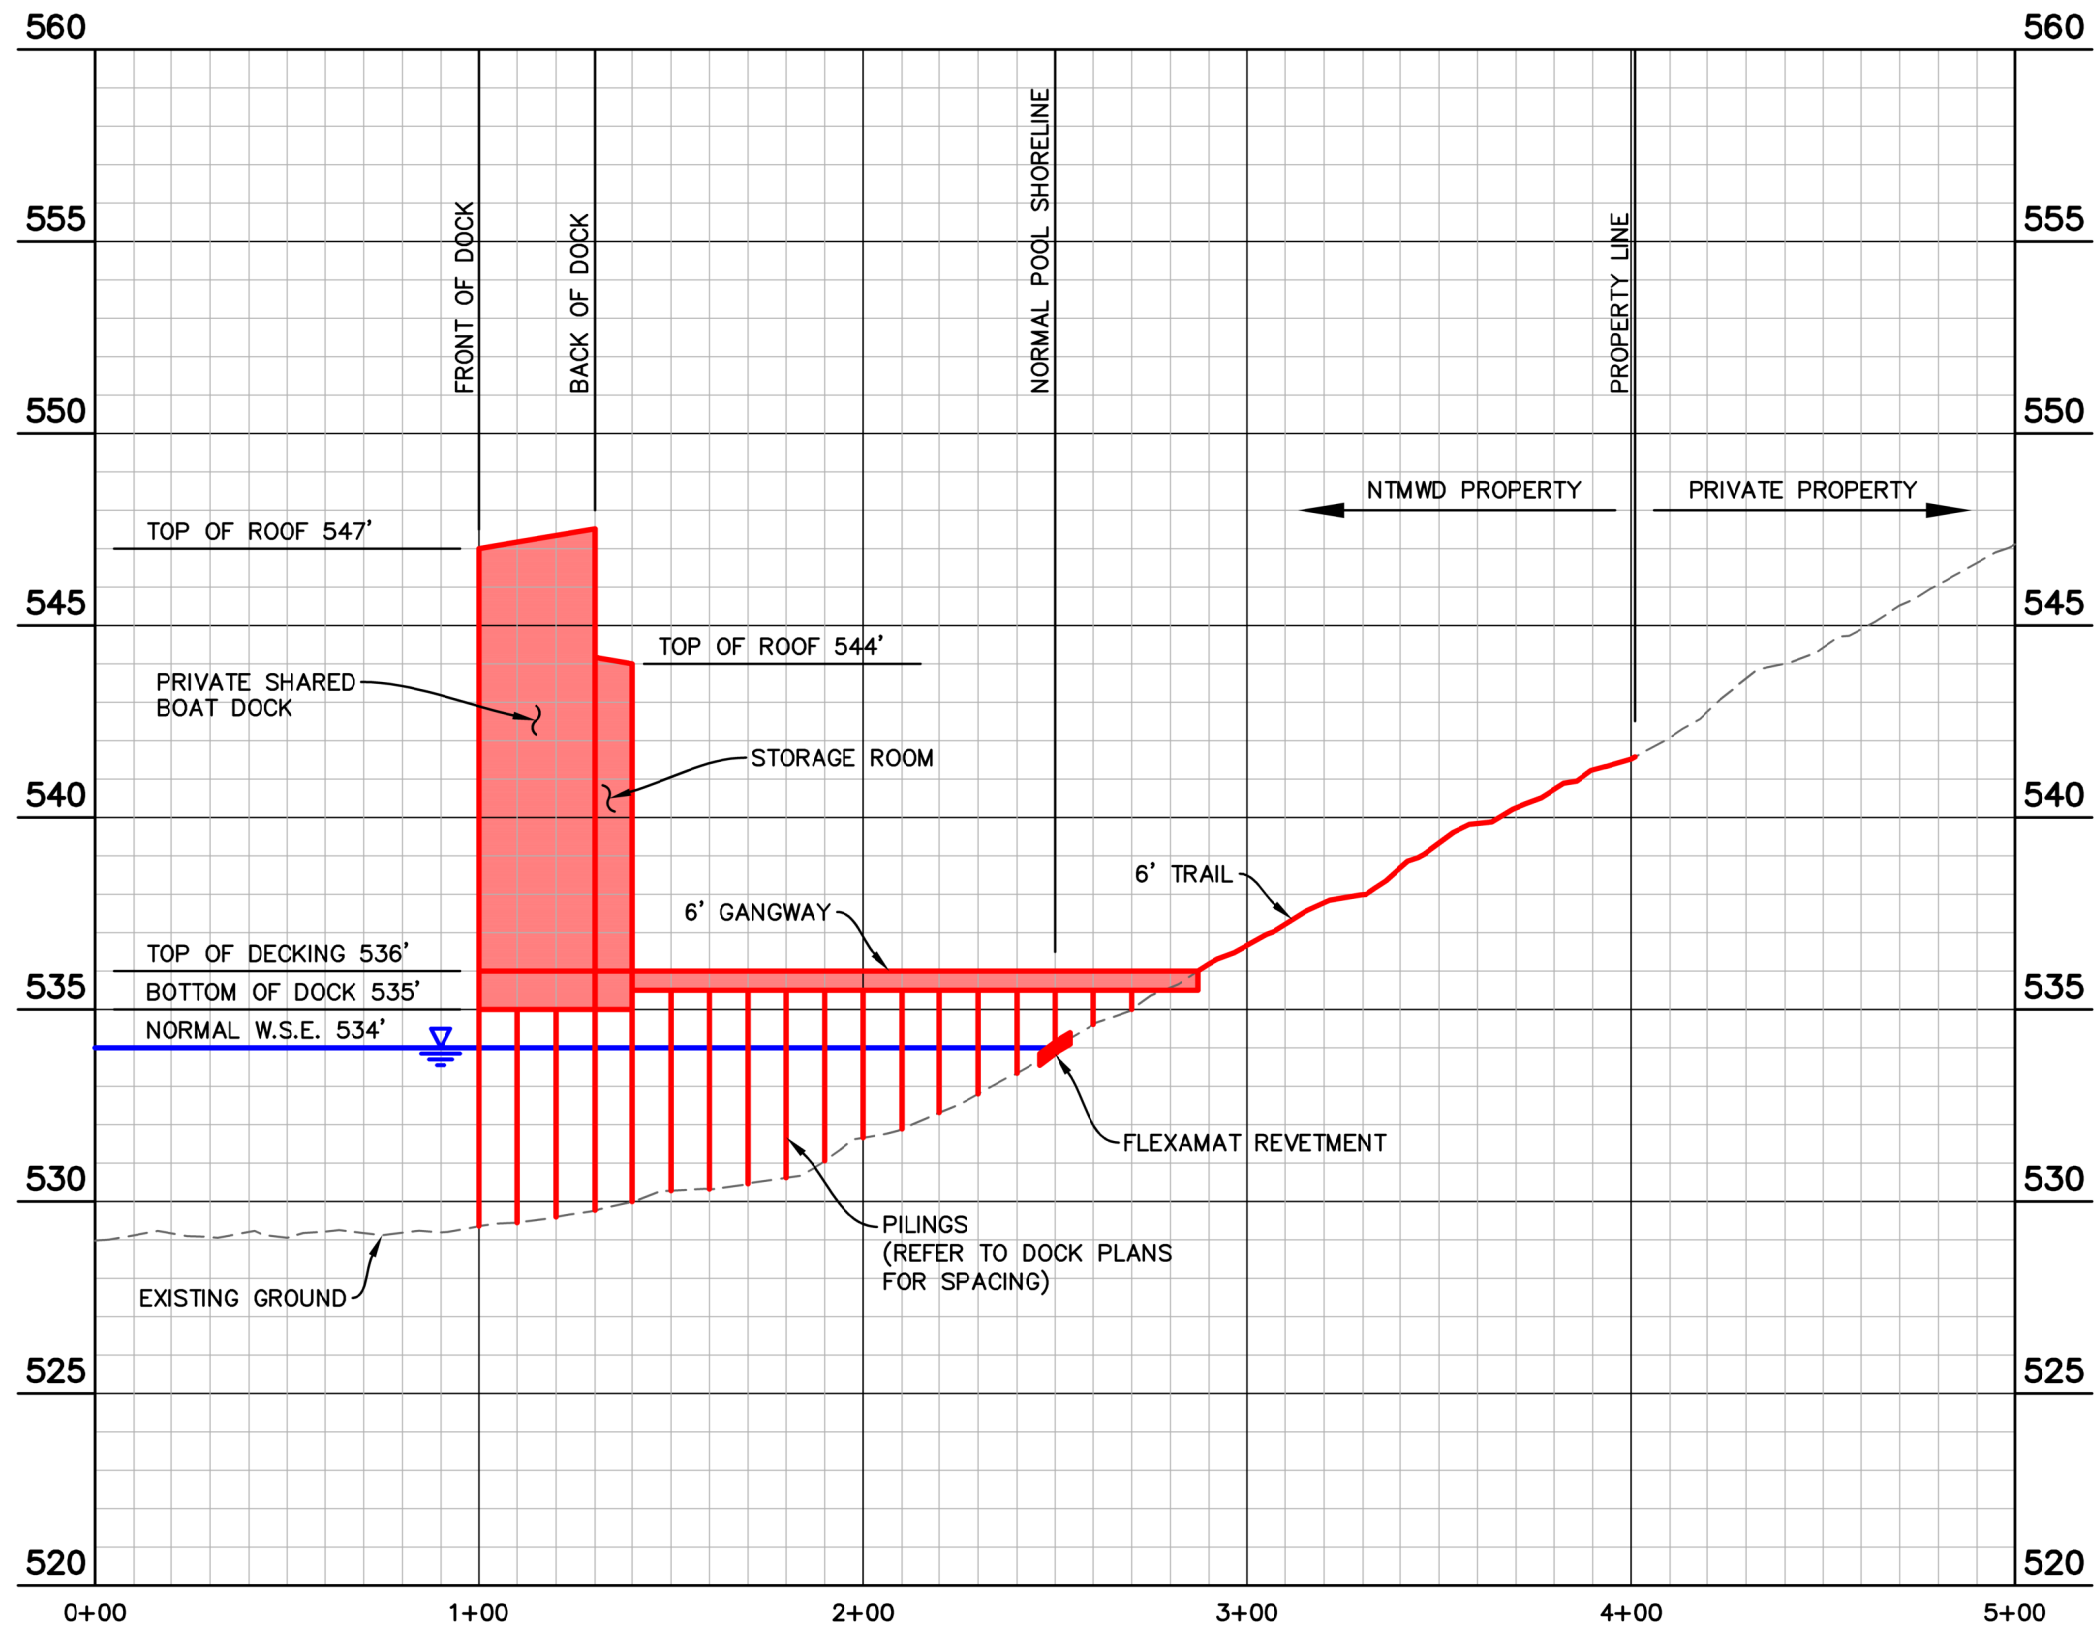 560 560
FRONT OF DOCK
BACK OF DOCK
NORMAL POOL SHORELINE
PROPERTY LINE
555 555
550 550
NTMWD PROPERTY
PRIVATE PROPERTY
TOP OF ROOF 547'
545 545
TOP OF ROOF 544'
PRIVATE SHARED
BOAT DOCK
STORAGE ROOM
540 540
6' TRAIL
6' GANGWAY
TOP OF DECKING 536'
535 535
BOTTOM OF DOCK 535'
NORMAL W.S.E. 534'
FLEXAMAT REVETMENT
530 530
PILINGS
(REFER TO DOCK PLANS
FOR SPACING)
EXISTING GROUND
525 525
520 520
0+00 1+00 2+00 3+00 4+00 5+00